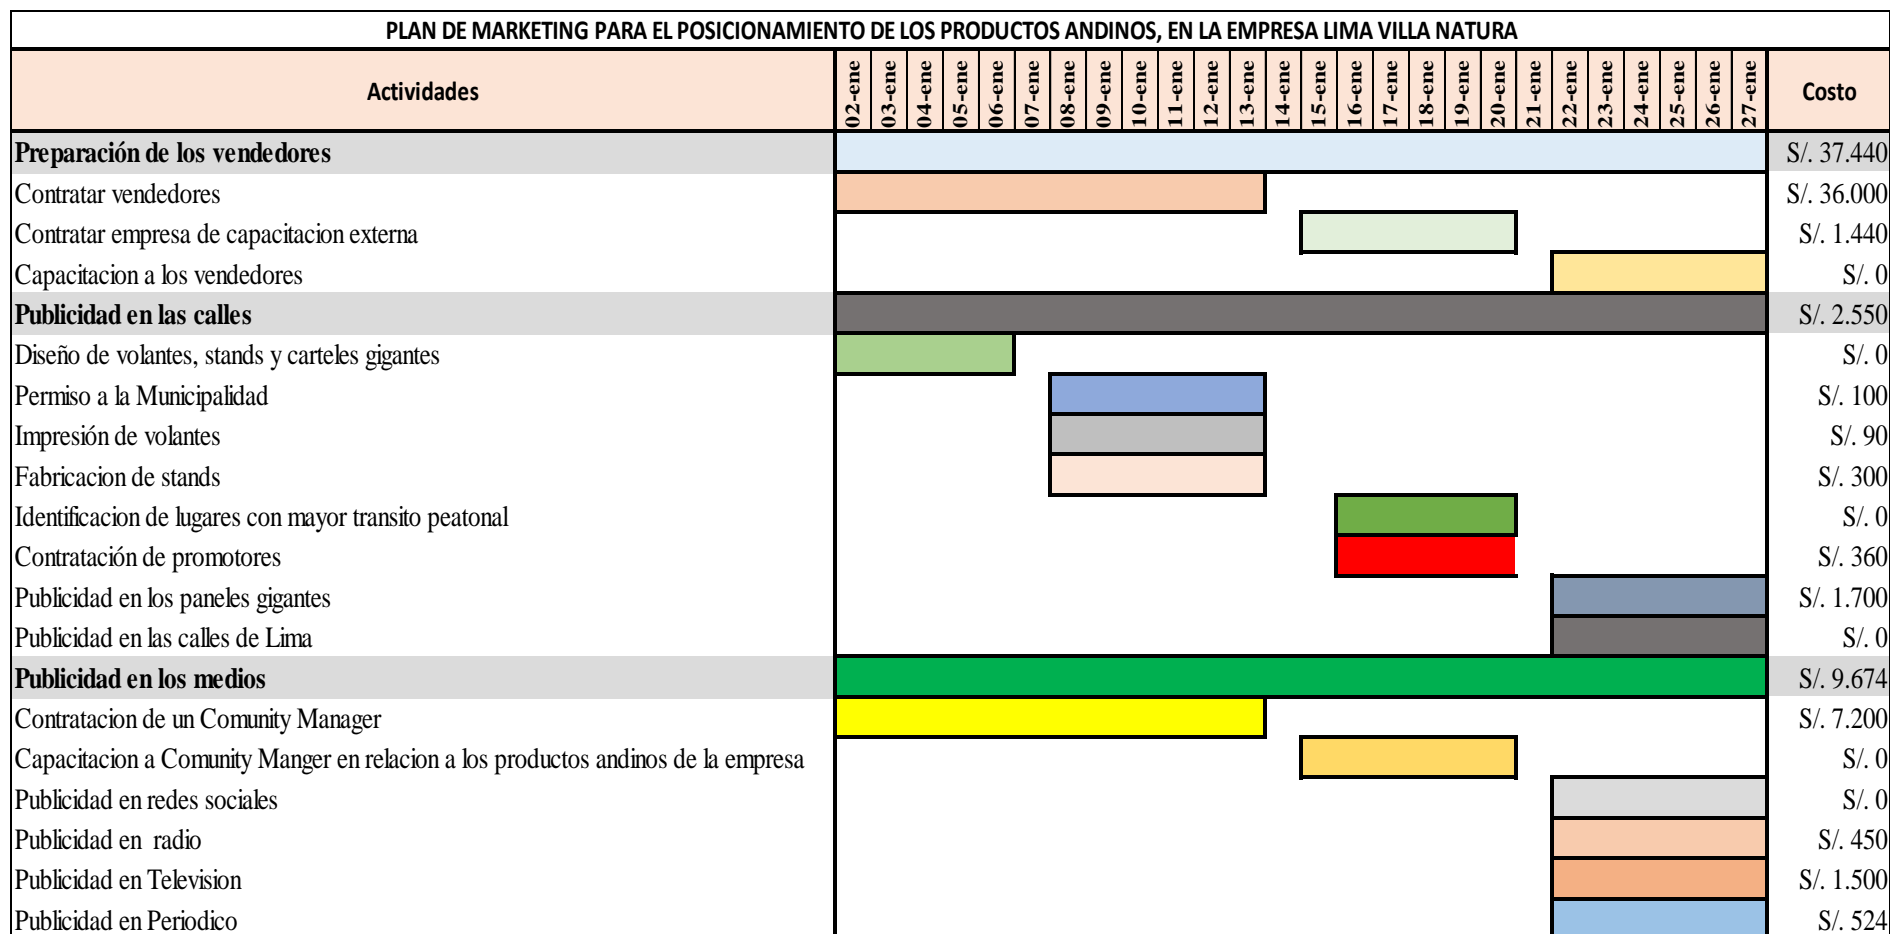 PLAN DE MARKETING PARA EL POSICIONAMIENTO DE LOS PRODUCTOS ANDINOS, EN LA EMPRESA LIMA VILLA NATURA
Actividades 02-ene 03-ene 04-ene 05-ene 06-ene 07-ene 08-ene 09-ene 10-ene 11-ene 12-ene 13-ene 14-ene 15-ene 16-ene 17-ene 18-ene 19-ene 20-ene 21-ene 22-ene 23-ene 24-ene 25-ene 26-ene 27-ene Costo
Preparación de los vendedores S/. 37.440
Contratar vendedores S/. 36.000
Contratar empresa de capacitacion externa S/. 1.440
Capacitacion a los vendedores S/. 0
Publicidad en las calles S/. 2.550
Diseño de volantes, stands y carteles gigantes S/. 0
Permiso a la Municipalidad S/. 100
Impresión de volantes S/. 90
Fabricacion de stands S/. 300
Identificacion de lugares con mayor transito peatonal S/. 0
Contratación de promotores S/. 360
Publicidad en los paneles gigantes S/. 1.700
Publicidad en las calles de Lima S/. 0
Publicidad en los medios S/. 9.674
Contratacion de un Comunity Manager S/. 7.200
Capacitacion a Comunity Manger en relacion a los productos andinos de la empresa S/. 0
Publicidad en redes sociales S/. 0
Publicidad en radio S/. 450
Publicidad en Television S/. 1.500
Publicidad en Periodico S/. 524